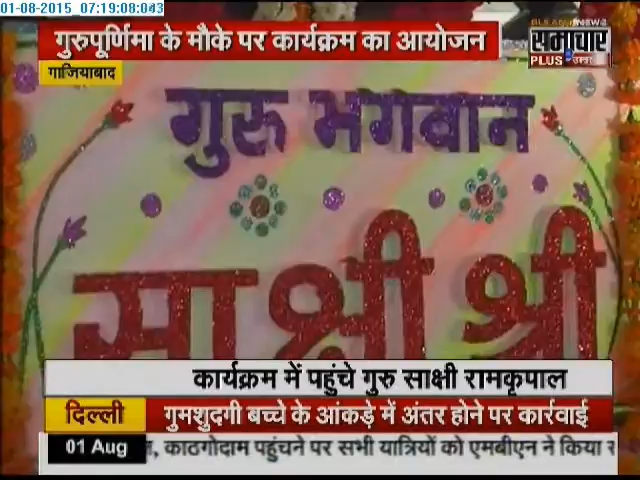 01-08-2015_07:19:08:043
गुरुपूर्णिमा के मौके पर कार्यक्रम का आयोजन
समाचार
PLUS
गाजियाबाद
गुरु भगवान
साक्षी श्री
कार्यक्रम में पहुंचे गुरु साक्षी रामकृपाल
दिल्ली
गुमशुदगी बच्चे के आंकड़े में अंतर होने पर कार्रवाई
01 Aug
काठगोदाम पहुंचने पर सभी यात्रियों को एमबीएन ने किया